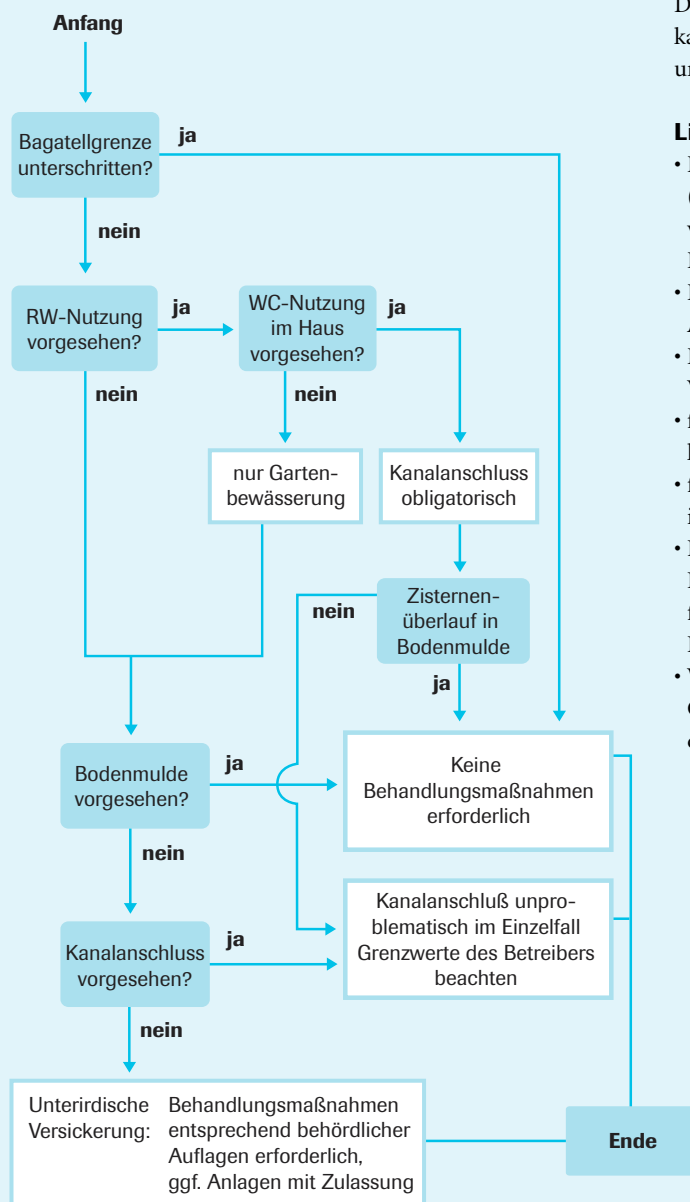 Anfang
Bagatellgrenze
unterschritten?
ja
nein
RW-Nutzung
vorgesehen?
ja
WC-Nutzung
im Haus
vorgesehen?
ja
nein
nein
nur Garten-
bewässerung
Kanalanschluss
obligatorisch
Zisternen-
überlauf in
Bodenmulde
nein
ja
Bodenmulde
vorgesehen?
ja
nein
Keine
Behandlungsmaßnahmen
erforderlich
Kanalanschluß unpro-
blematisch im Einzelfall
Grenzwerte des Betreibers
beachten
Kanalanschluss
vorgesehen?
ja
nein
Unterirdische Behandlungsmaßnahmen
Versickerung: entsprechend behördlicher
Auflagen erforderlich,
ggf. Anlagen mit Zulassung
Ende